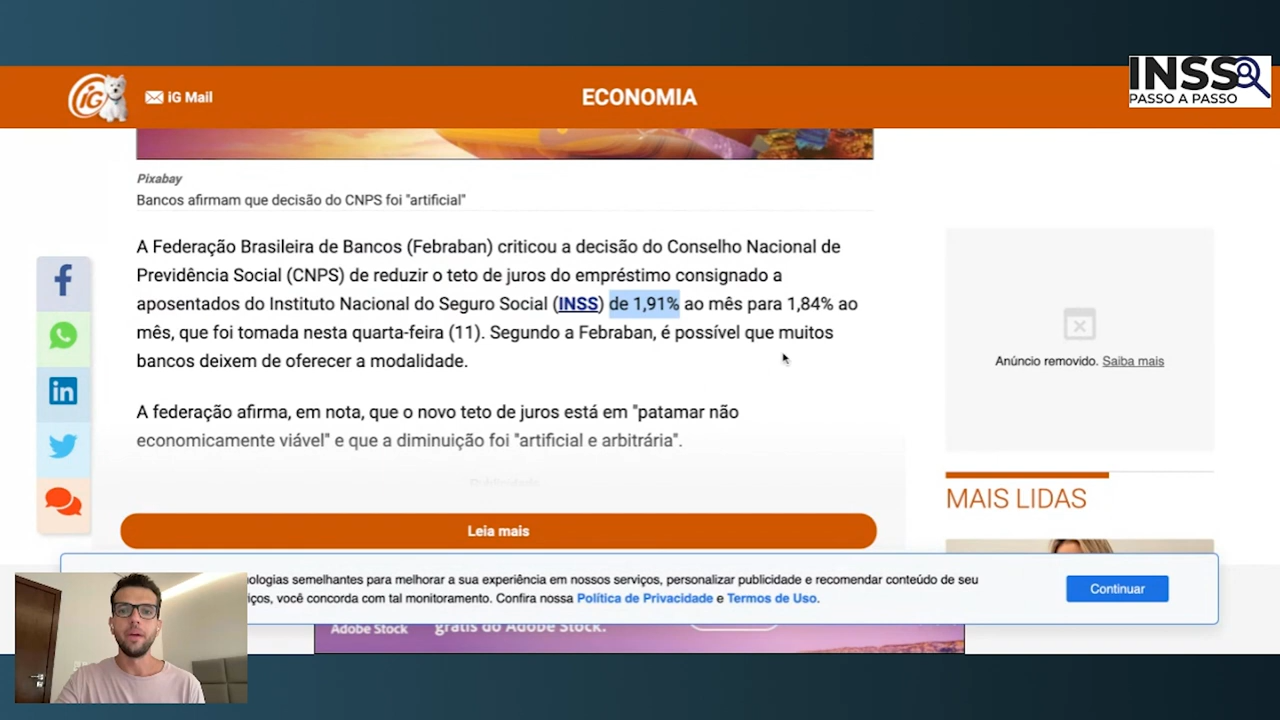 INSS
PASSO A PASSO
iG
iG Mail
ECONOMIA
Pixabay
Bancos afirmam que decisão do CNPS foi "artificial"
A Federação Brasileira de Bancos (Febraban) criticou a decisão do Conselho Nacional de
Previdência Social (CNPS) de reduzir o teto de juros do empréstimo consignado a
aposentados do Instituto Nacional do Seguro Social (INSS) de 1,91% ao mês para 1,84% ao
mês, que foi tomada nesta quarta-feira (11). Segundo a Febraban, é possível que muitos
bancos deixem de oferecer a modalidade.
A federação afirma, em nota, que o novo teto de juros está em "patamar não
economicamente viável" e que a diminuição foi "artificial e arbitrária".
Publicidade
Leia mais
Anúncio removido. Saiba mais
MAIS LIDAS
nologias semelhantes para melhorar a sua experiência em nossos serviços, personalizar publicidade e recomendar conteúdo de seu
iços, você concorda com tal monitoramento. Confira nossa Política de Privacidade e Termos de Uso.
Continuar
Adobe Stock
grátis do Adobe Stock.